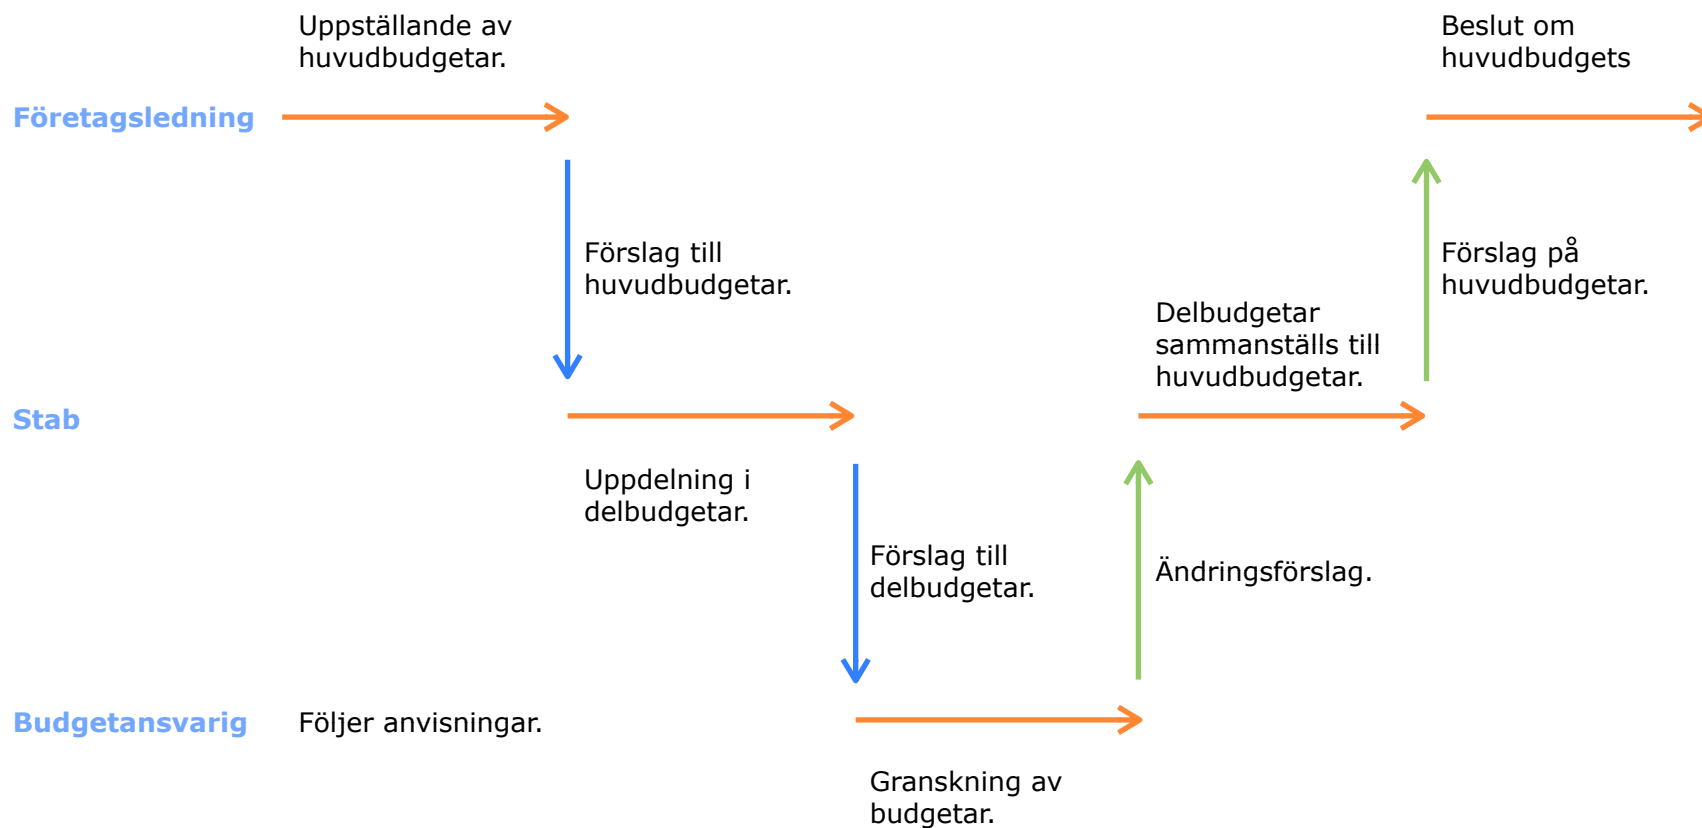 Uppställande av
huvudbudgetar.
Beslut om
huvudbudgets
Företagsledning
Förslag till
huvudbudgetar.
Förslag på
huvudbudgetar.
Delbudgetar
sammanställs till
huvudbudgetar.
Stab
Uppdelning i
delbudgetar.
Förslag till
delbudgetar.
Ändringsförslag.
Budgetansvarig
Följer anvisningar.
Granskning av
budgetar.